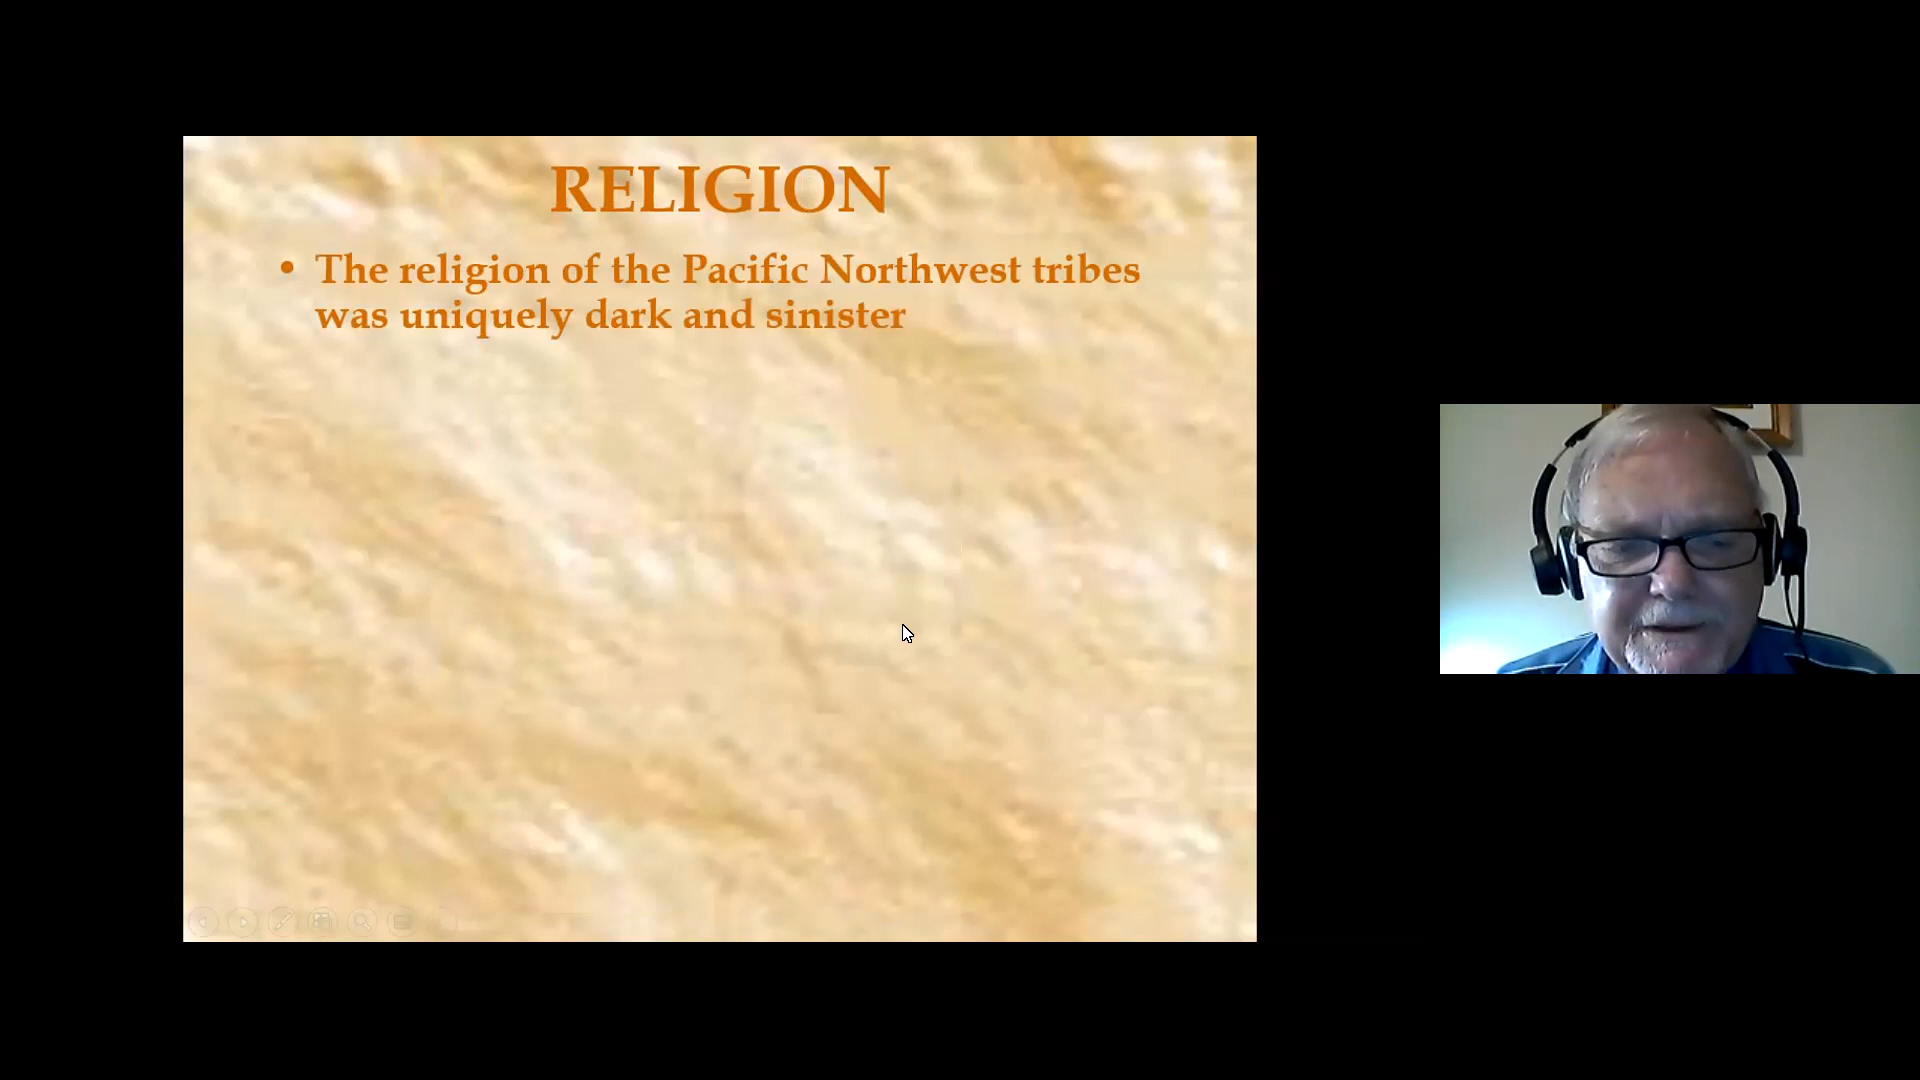 RELIGION
• The religion of the Pacific Northwest tribes
was uniquely dark and sinister